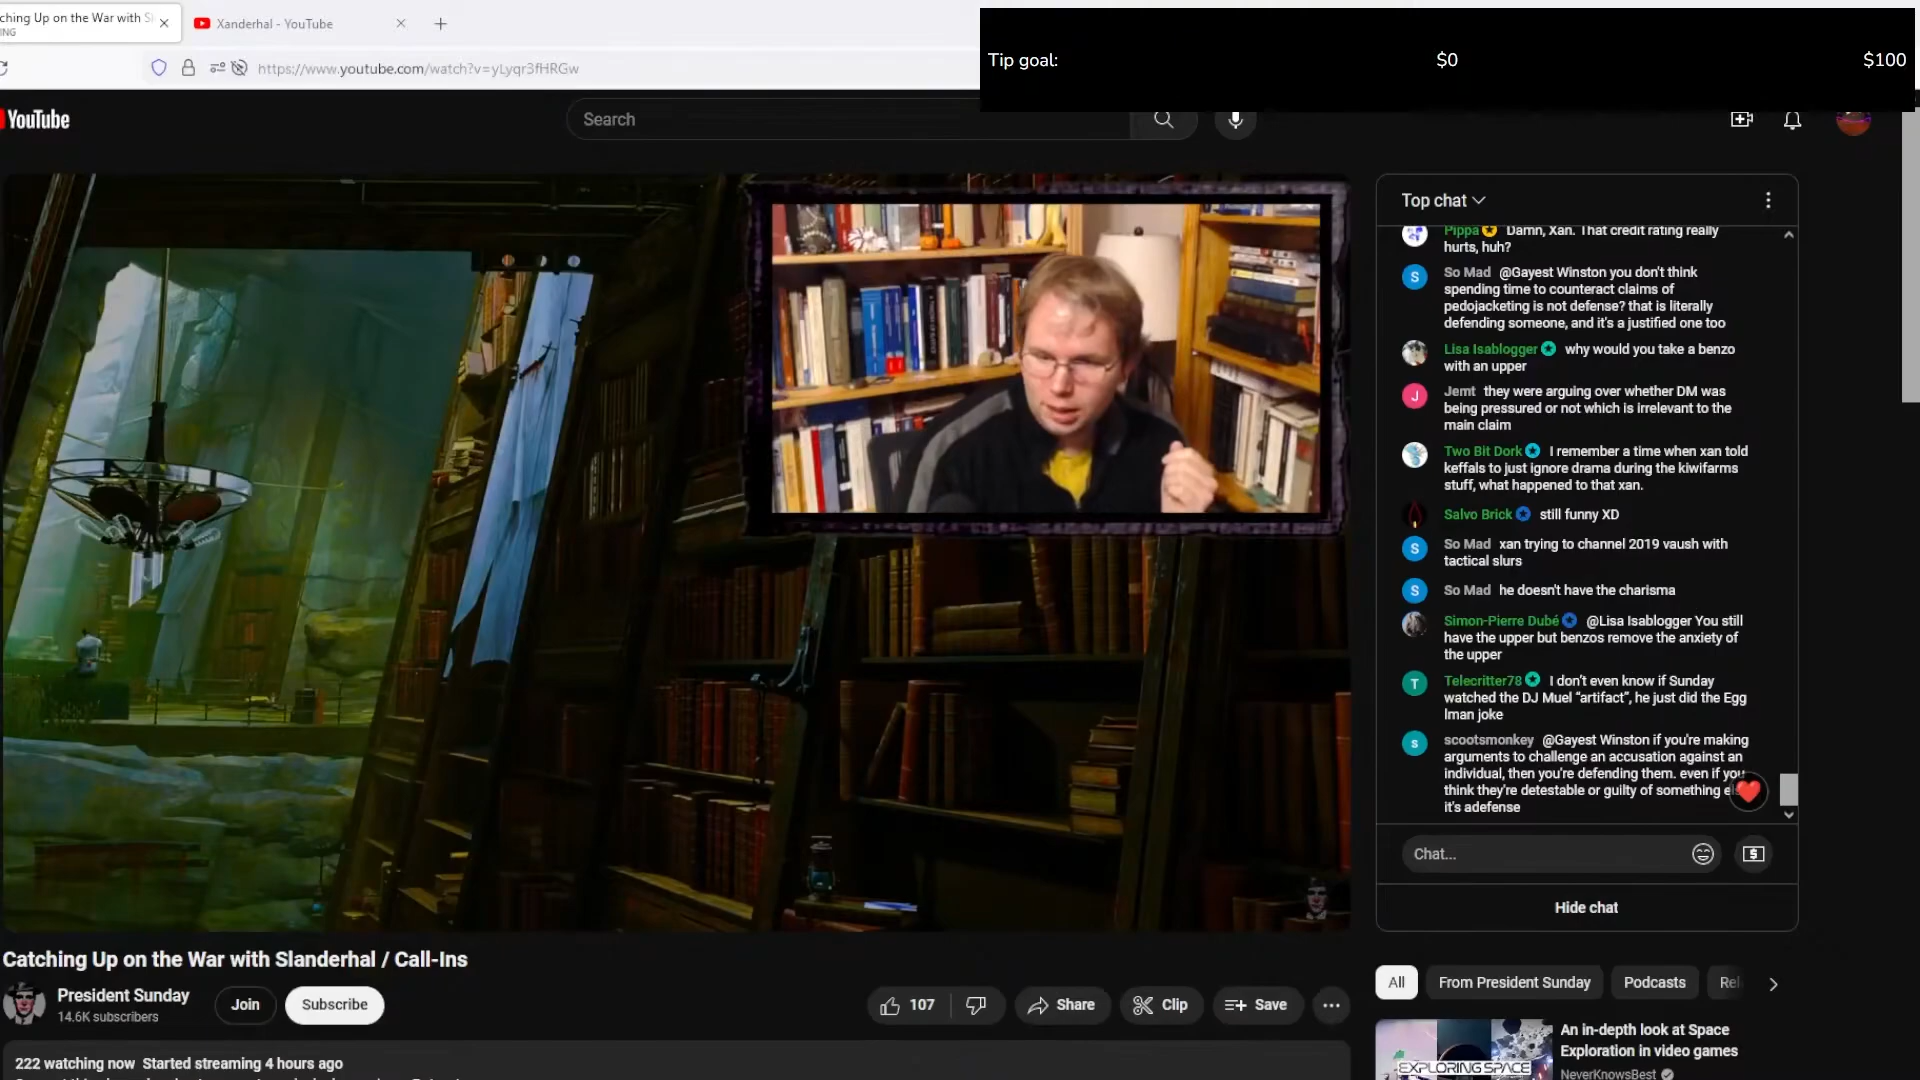 ching Up on the War with S
ING
Xanderhal - YouTube
https://www.youtube.com/watch?v=yLyqr3fHRGw
Tip goal:
$0
$100
YouTube
Search
Top chat
Pippa Damn, Xan. That credit rating really
hurts, huh?
So Mad @Gayest Winston you don't think
spending time to counteract claims of
pedojacketing is not defense? that is literally
defending someone, and it's a justified one too
Lisa Isablogger why would you take a benzo
with an upper
Jemt they were arguing over whether DM was
being pressured or not which is irrelevant to the
main claim
Two Bit Dork I remember a time when xan told
keffals to just ignore drama during the kiwifarms
stuff, what happened to that xan.
Salvo Brick still funny XD
So Mad xan trying to channel 2019 vaush with
tactical slurs
So Mad he doesn't have the charisma
Simon-Pierre Dubé @Lisa Isablogger You still
have the upper but benzos remove the anxiety of
the upper
Telecritter78 I don't even know if Sunday
watched the DJ Muel “artifact”, he just did the Egg
Iman joke
scootsmonkey @Gayest Winston if you're making
arguments to challenge an accusation against an
individual, then you're defending them. even if you
think they're detestable or guilty of something e
it's adefense
Chat...
Hide chat
Catching Up on the War with Slanderhal / Call-Ins
President Sunday
14.6K subscribers
Join
Subscribe
107
Share
Clip
Save
222 watching now Started streaming 4 hours ago
All
From President Sunday
Podcasts
Rel
An in-depth look at Space
Exploration in video games
NeverKnowsBest
EXPLORING SPACE